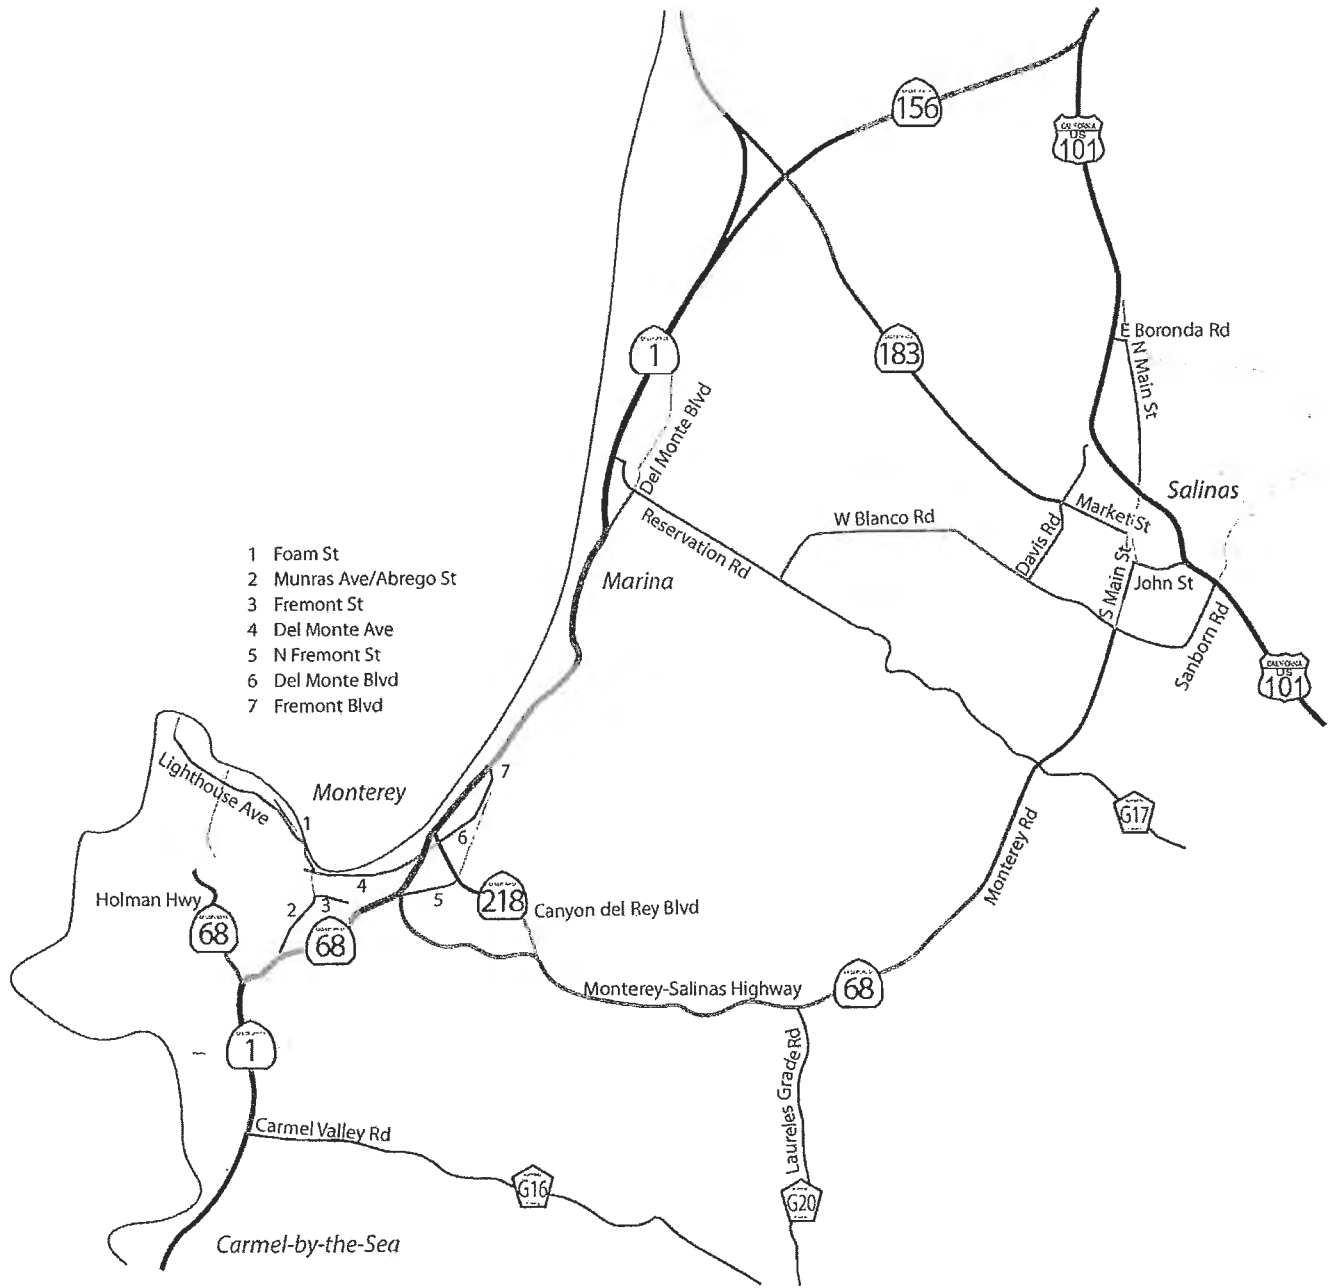 156
CALIFORNIA
US
101
1
183
E Boronda Rd
N Main St
Del Monte Blvd
Salinas
Market St
W Blanco Rd
Reservation Rd
Davis Rd
S Main St
John St
Sanborn Rd
Marina
1 Foam St
2 Munras Ave/Abrego St
3 Fremont St
4 Del Monte Ave
5 N Fremont St
6 Del Monte Blvd
7 Fremont Blvd
CALIFORNIA
US
101
Lighthouse Ave
Monterey
7
1
6
G17
Monterey Rd
4
5
Holman Hwy
2
3
218
Canyon del Rey Blvd
68
68
Monterey-Salinas Highway
68
1
Laureles Grade Rd
Carmel Valley Rd
G16
G20
Carmel-by-the-Sea